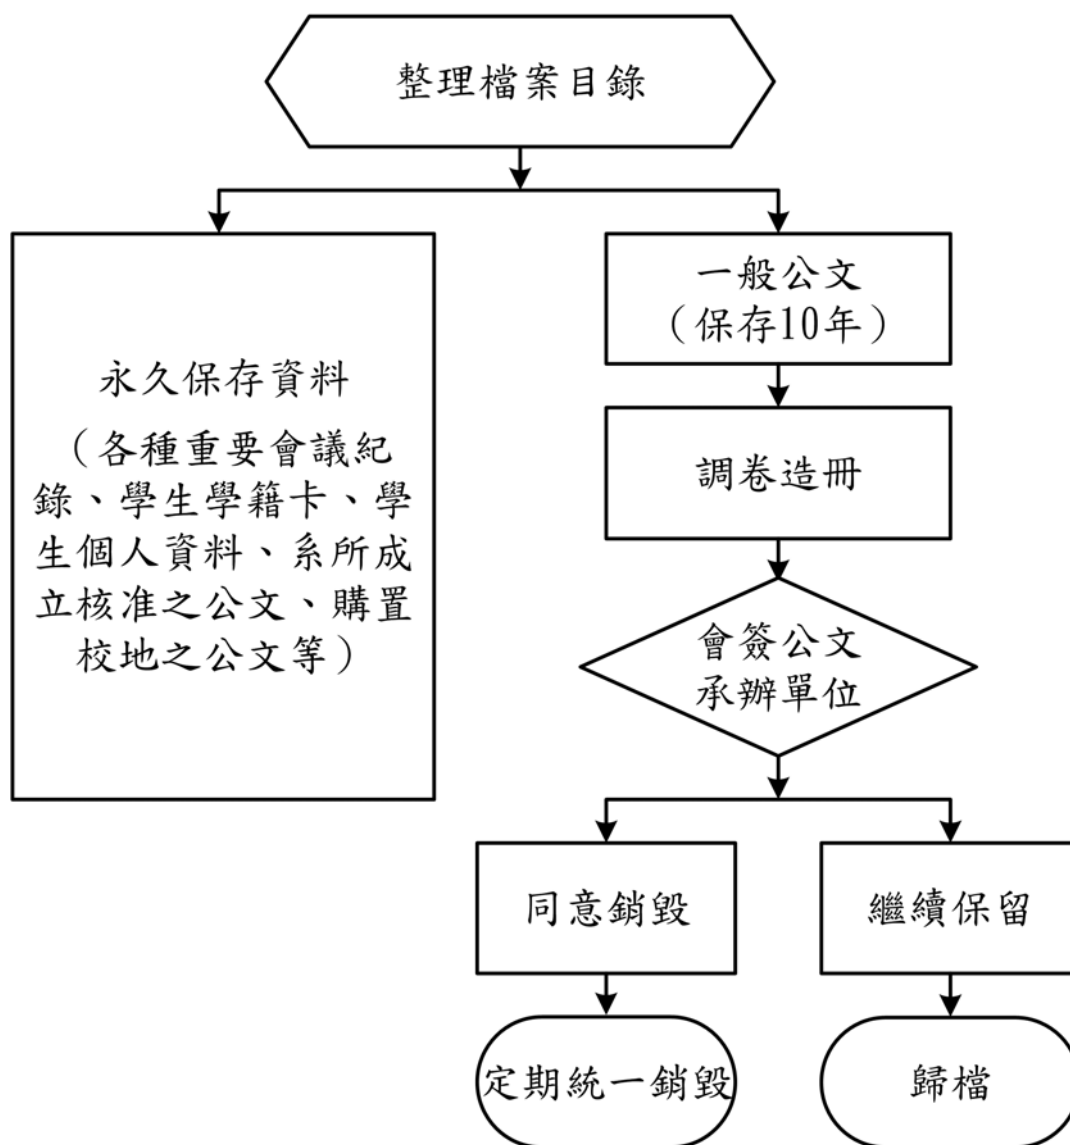 整理檔案目錄
永久保存資料
（各種重要會議紀
錄、學生學籍卡、學
生個人資料、系所成
立核准之公文、購置
校地之公文等）
一般公文
（保存10年）
調卷造冊
會簽公文
承辦單位
同意銷毀
繼續保留
定期統一銷毀
歸檔